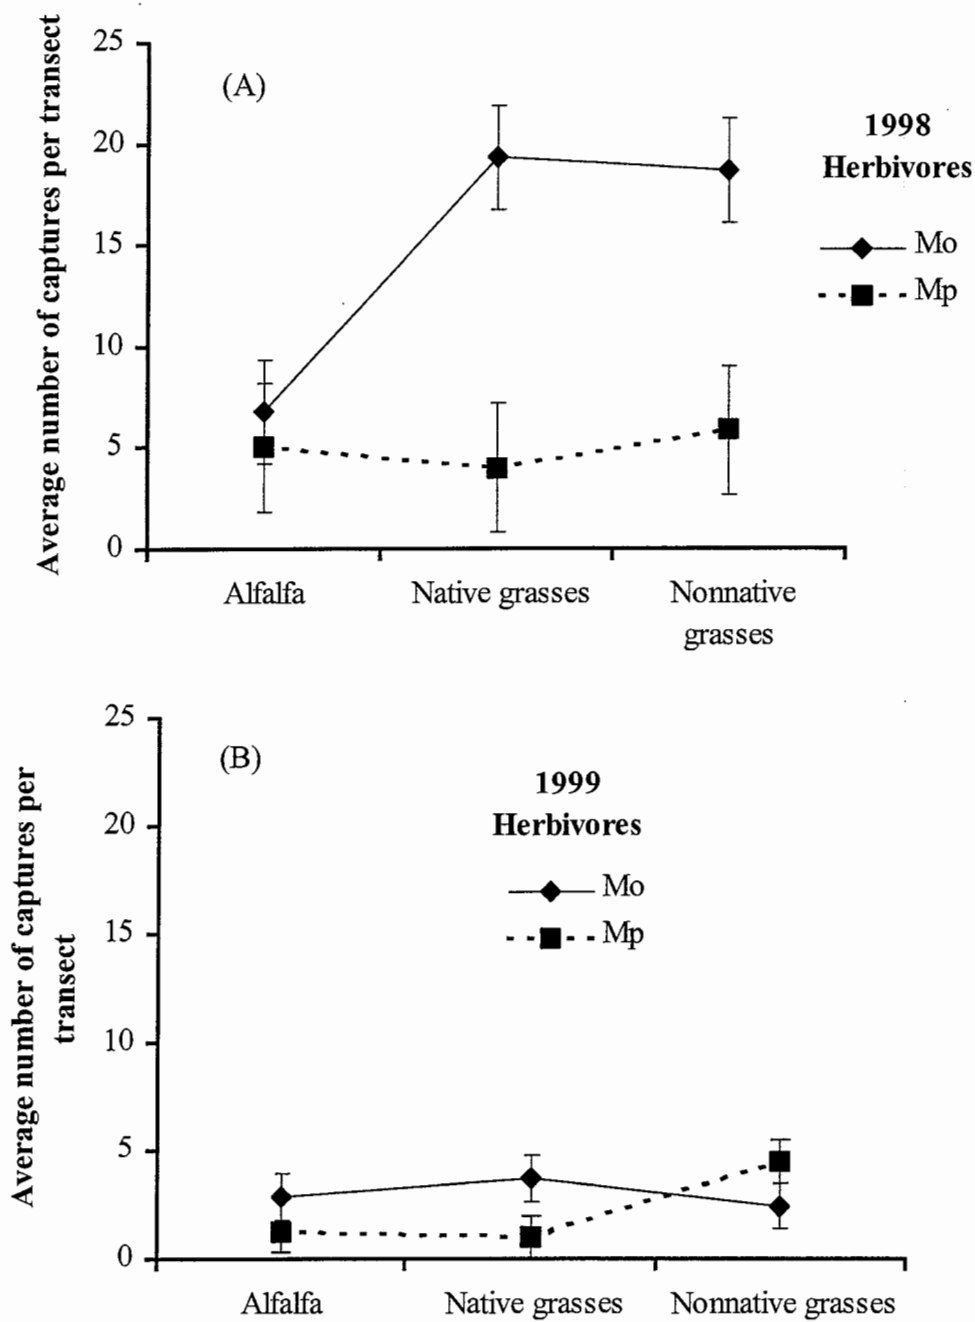 Average number of captures per transect
25
20
15
10
5
0
(A)
1998
Herbivores
Mo
Mp
Alfalfa
Native grasses
Nonnative
grasses
Average number of captures per
transect
25
20
15
10
5
0
(B)
1999
Herbivores
Mo
Mp
Alfalfa
Native grasses
Nonnative grasses